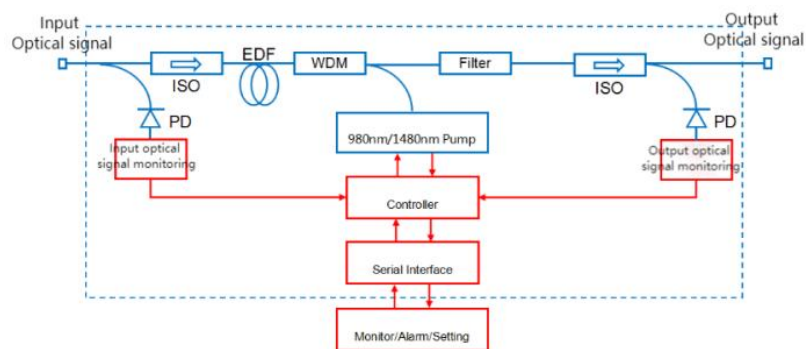 Input
Optical signal
Output
Optical signal
EDF
WDM
Filter
ISO
ISO
PD
PD
Input optical
signal monitoring
980nm/1480nm Pump
Output optical
signal monitoring
Controller
Serial Interface
Monitor/Alarm/Setting